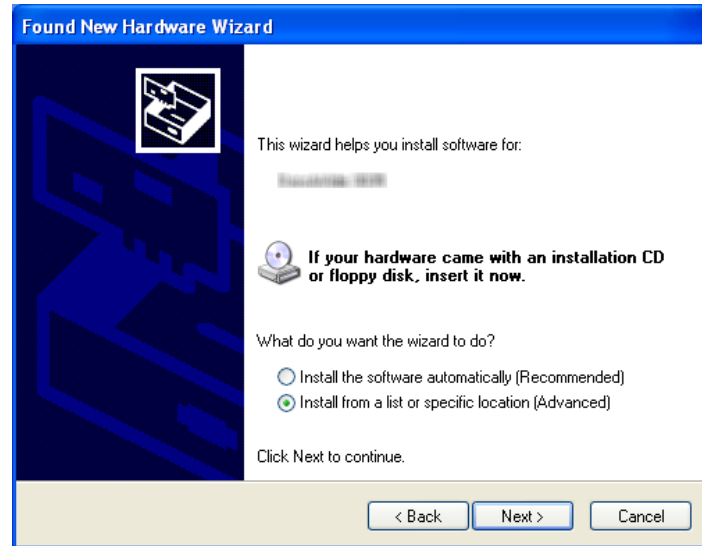 Found New Hardware Wizard
This wizard helps you install software for:
If your hardware came with an installation CD
or floppy disk, insert it now.
What do you want the wizard to do?
Install the software automatically (Recommended)
Install from a list or specific location (Advanced)
Click Next to continue.
< Back Next > Cancel